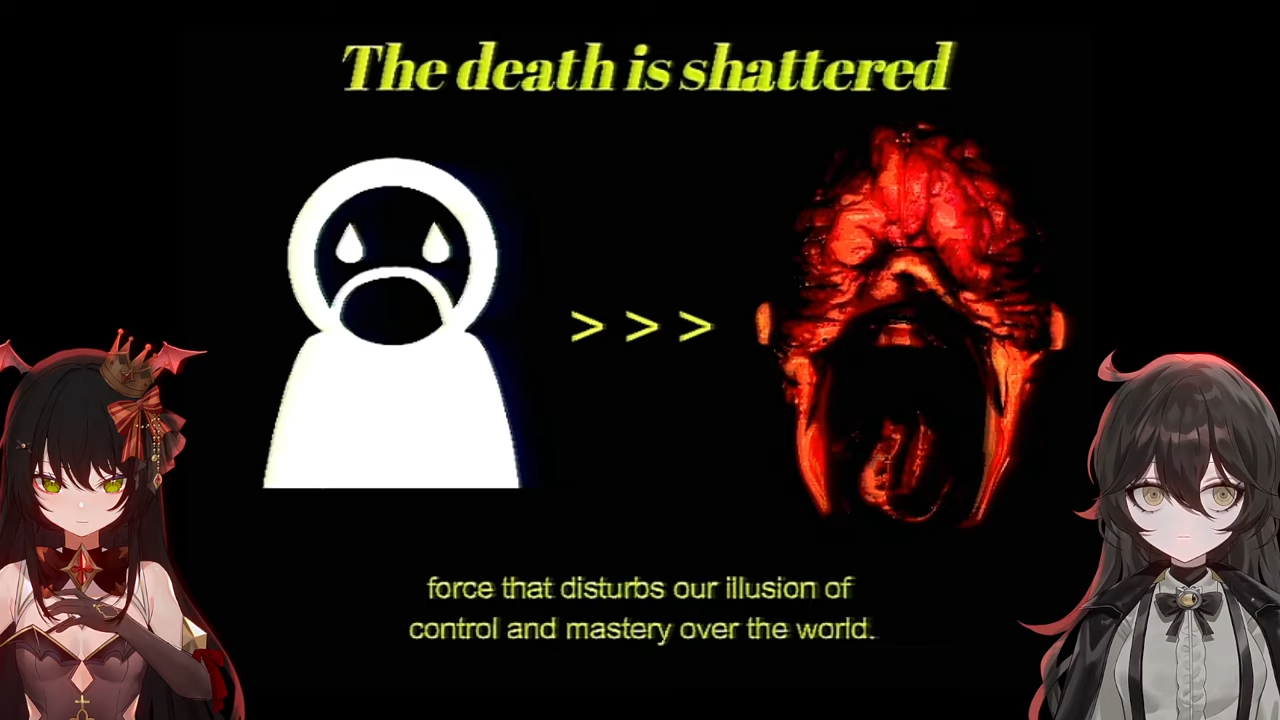 The death is shattered
> > >
force that disturbs our illusion of
control and mastery over the world.